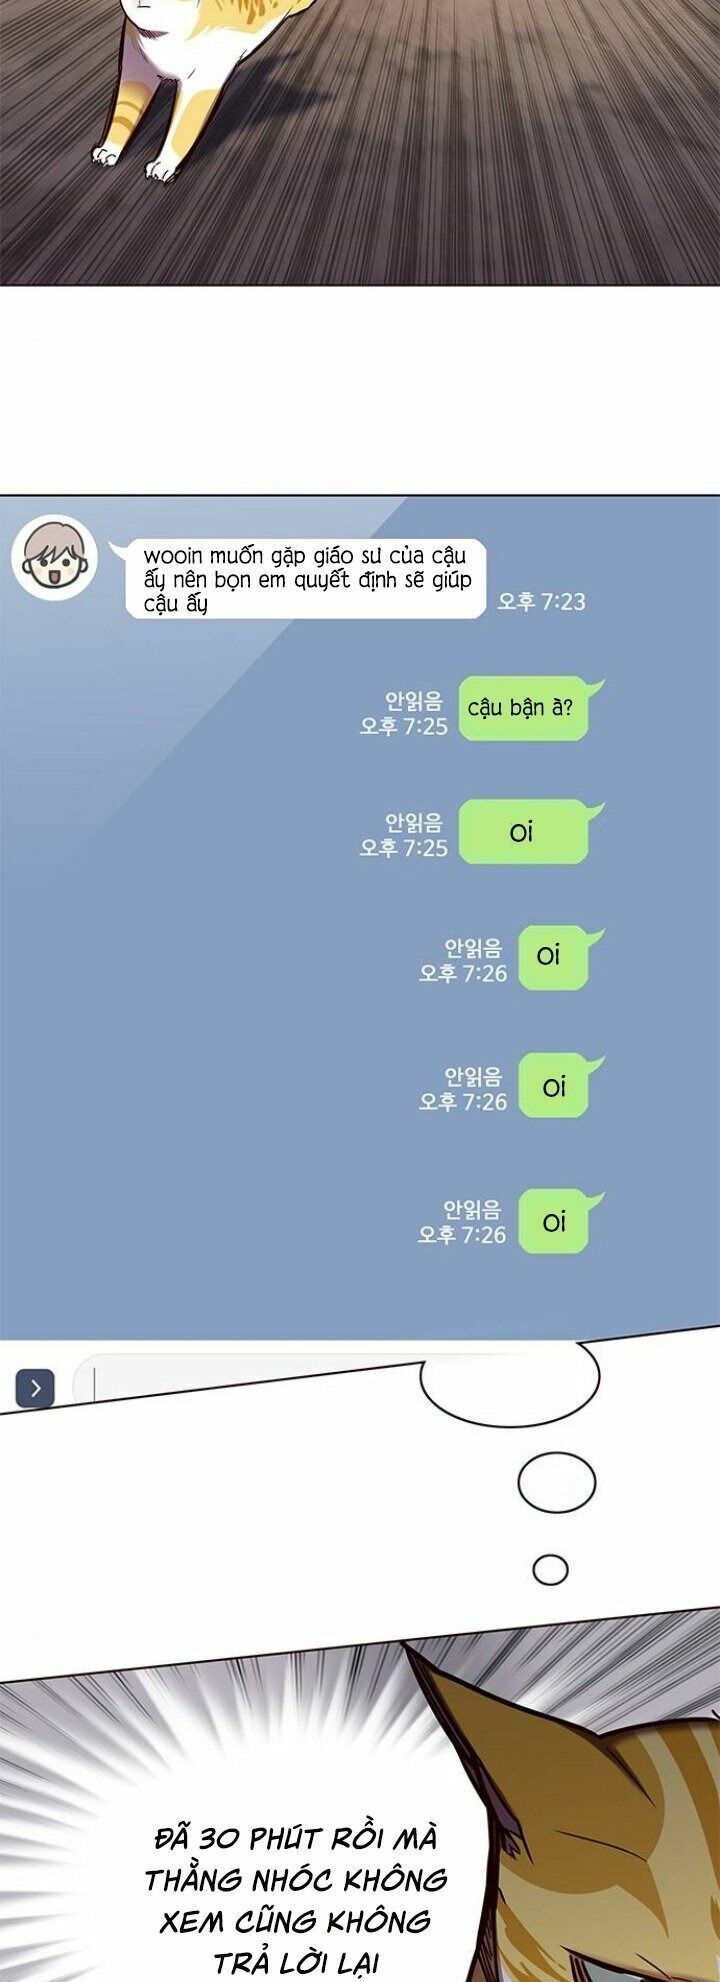 wooin muốn gặp giáo sư của cậu
ấy nên bọn em quyết định sẽ giúp
cậu ấy
오후 7:23
안읽음
오후 7:25
cậu bận à?
안읽음
오후 7:25
oi
안읽음
오후 7:26
oi
안읽음
오후 7:26
oi
안읽음
오후 7:26
oi
ĐÃ 30 PHÚT RỒI MÀ
THẰNG NHÓC KHÔNG
XEM CŨNG KHÔNG
TRẢ LỜI LẠI